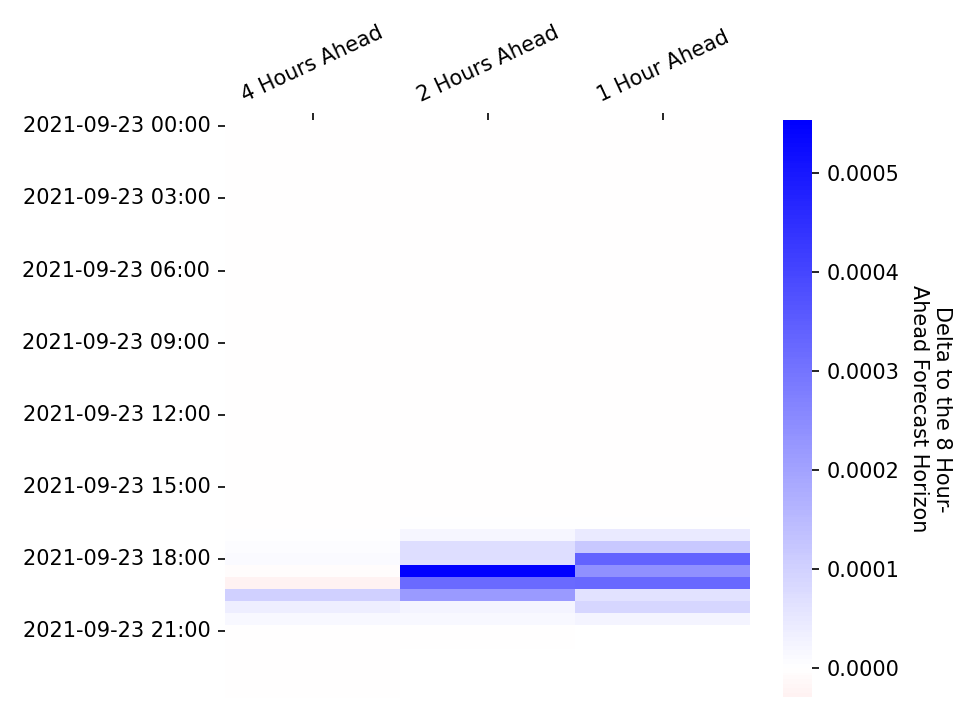 4 Hours Ahead
2 Hours Ahead
1 Hour Ahead
2021-09-23 00:00
2021-09-23 03:00
2021-09-23 06:00
2021-09-23 09:00
2021-09-23 12:00
2021-09-23 15:00
2021-09-23 18:00
2021-09-23 21:00
0.0005
0.0004
0.0003
0.0002
0.0001
0.0000
Delta to the 8 Hour-
Ahead Forecast Horizon